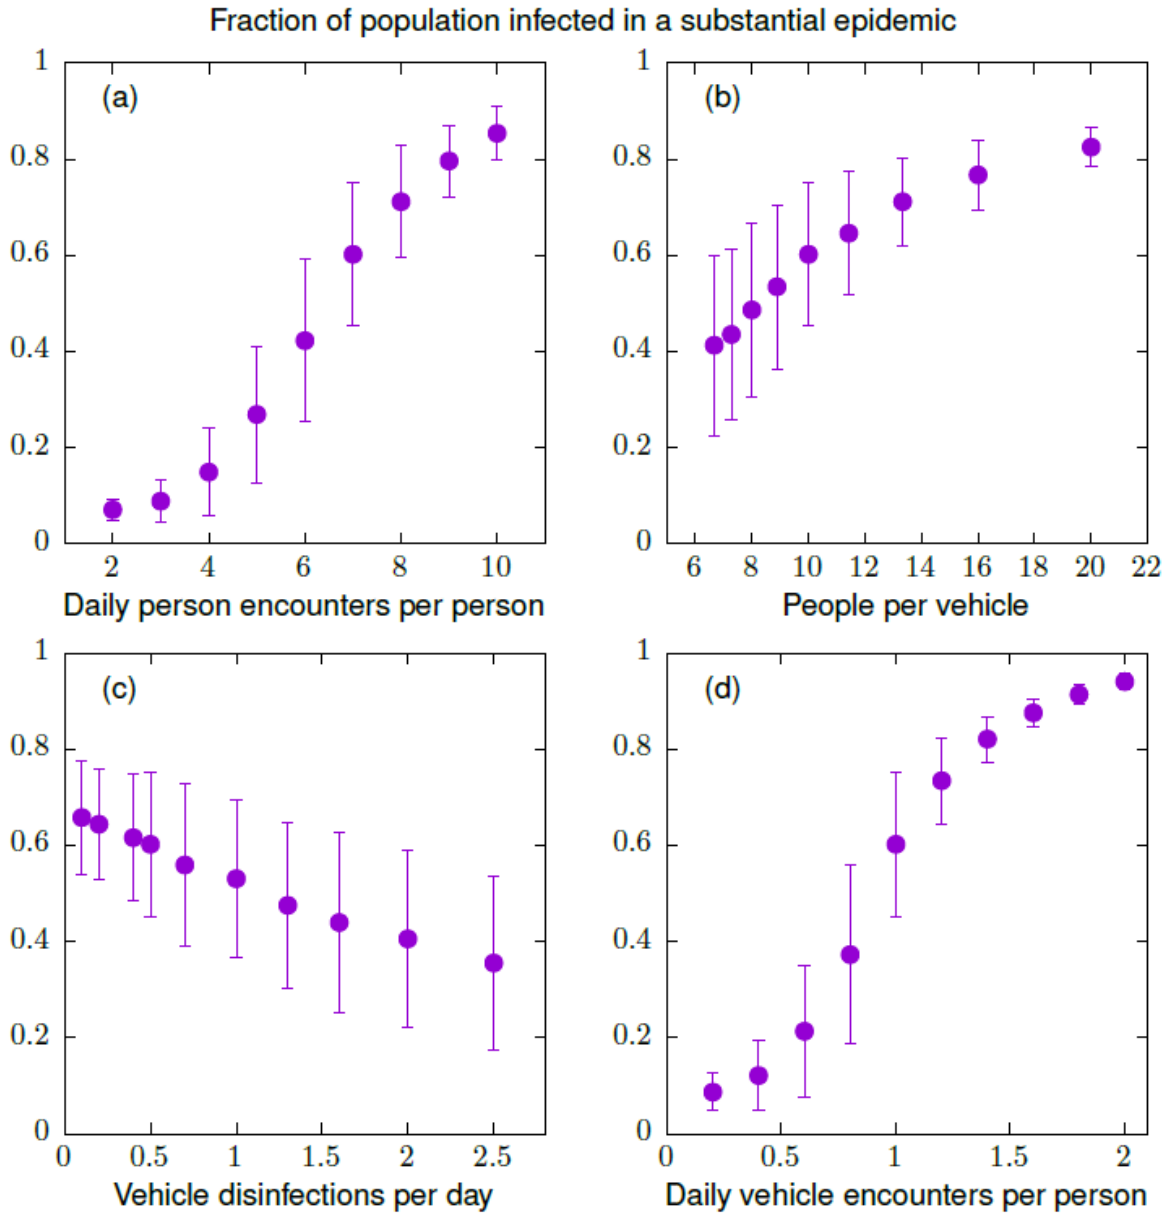 Fraction of population infected in a substantial epidemic
1
0.8
0.6
0.4
0.2
0
(a)
2 4 6 8 10
Daily person encounters per person
1
0.8
0.6
0.4
0.2
0
(b)
6 8 10 12 14 16 18 20 22
People per vehicle
1
0.8
0.6
0.4
0.2
0
(c)
0 0.5 1 1.5 2 2.5
Vehicle disinfections per day
1
0.8
0.6
0.4
0.2
0
(d)
0 0.5 1 1.5 2
Daily vehicle encounters per person